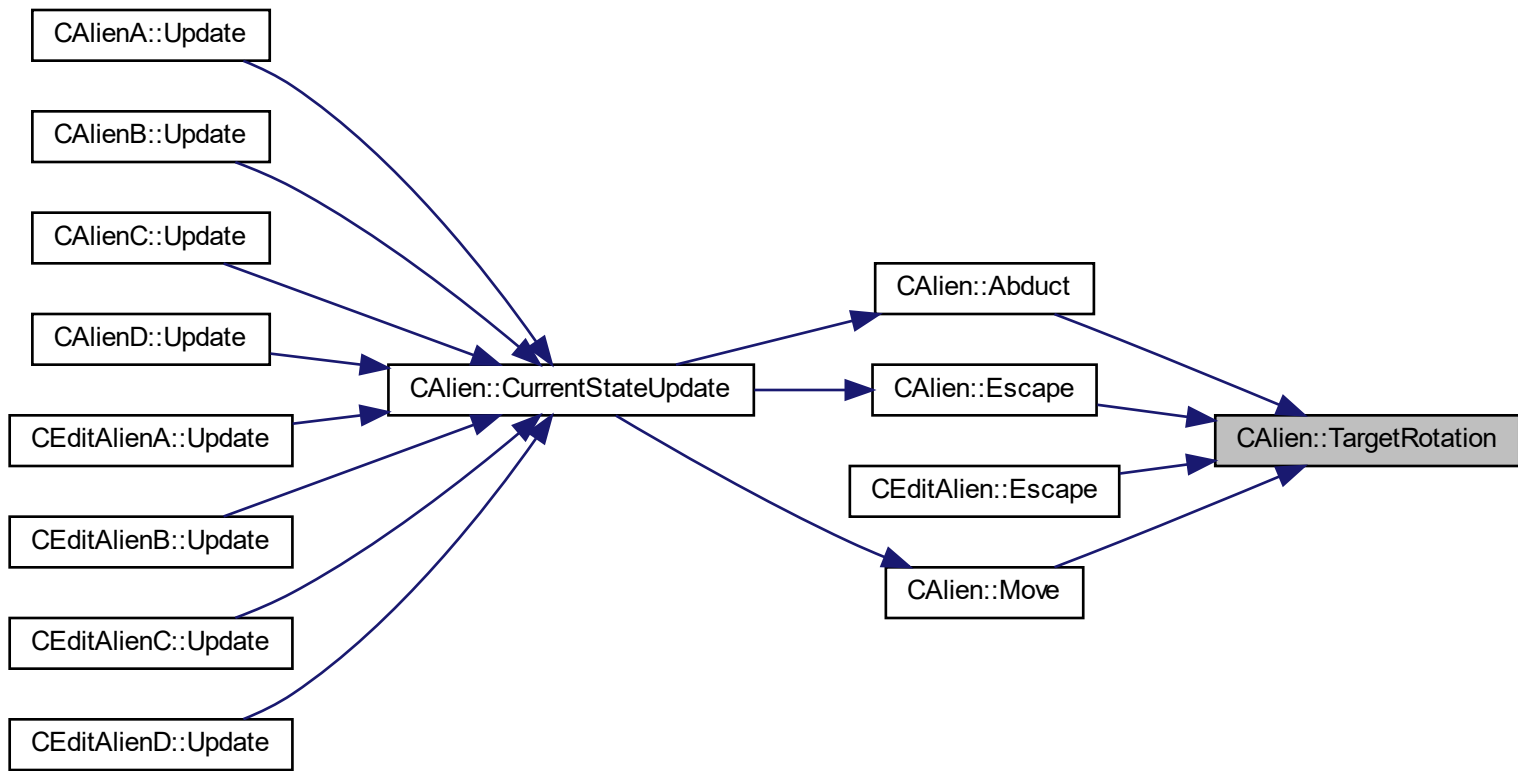 CAlienA::Update
CAlienB::Update
CAlienC::Update
CAlienD::Update
CEditAlienA::Update
CEditAlienB::Update
CEditAlienC::Update
CEditAlienD::Update
CAlien::CurrentStateUpdate
CAlien::Abduct
CAlien::Escape
CEditAlien::Escape
CAlien::Move
CAlien::TargetRotation